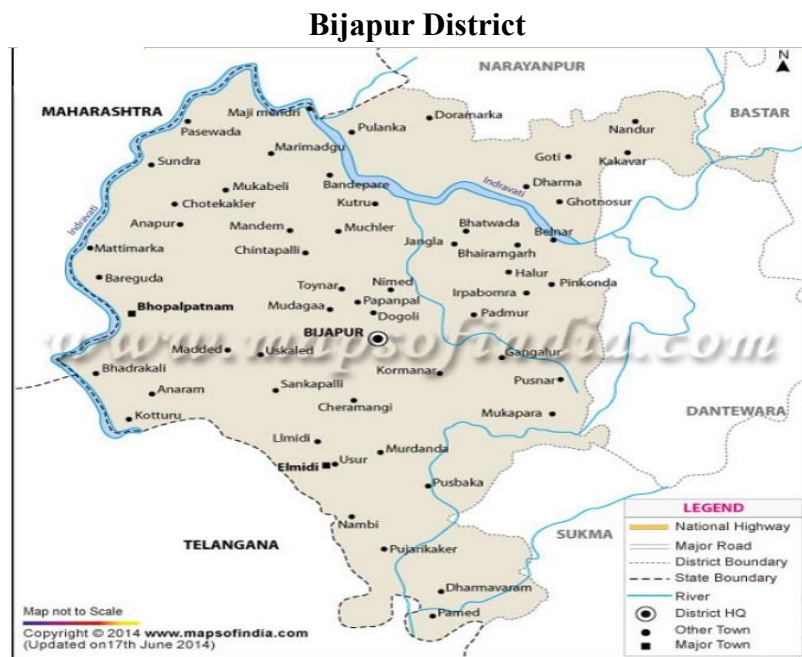 Bijapur District
NARAYANPUR
N
MAHARASHTRA
Maji mendri
Doramarka
BASTAR
Pasewada
Pulanka
Nandur
Marimadgu
Goti
Kakavar
Sundra
Bandepare
Indravati
Dharma
Mukabeli
Chotekakler
Kutru
Ghotnosur
Indravati
Anapur
Mandem
Muchler
Bhatwada
Belnar
Jangla
Mattimarka
Chintapalli
Bhairamgarh
Halur
Bareguda
Toynar
Nimed
Pinkonda
Irpabomra
Bhopalpatnam
Mudagaa
Papanpal
Dogoli
Padmur
BIJAPUR
www.mapsofindia.com
Madded
Uskaled
Gangalur
Bhadrakali
Kormanar
Pusnar
Anaram
Sankapalli
Cheramangi
Mukapara
DANTEWARA
Kotturu
Llmidi
Murdanda
Elmidi
Usur
Pusbaka
Nambi
SUKMA
TELANGANA
Pujarikaker
Dharmavaram
Pamed
LEGEND
National Highway
Major Road
District Boundary
State Boundary
River
District HQ
Other Town
Major Town
Map not to Scale
Copyright © 2014 www.mapsofindia.com
(Updated on17th June 2014)